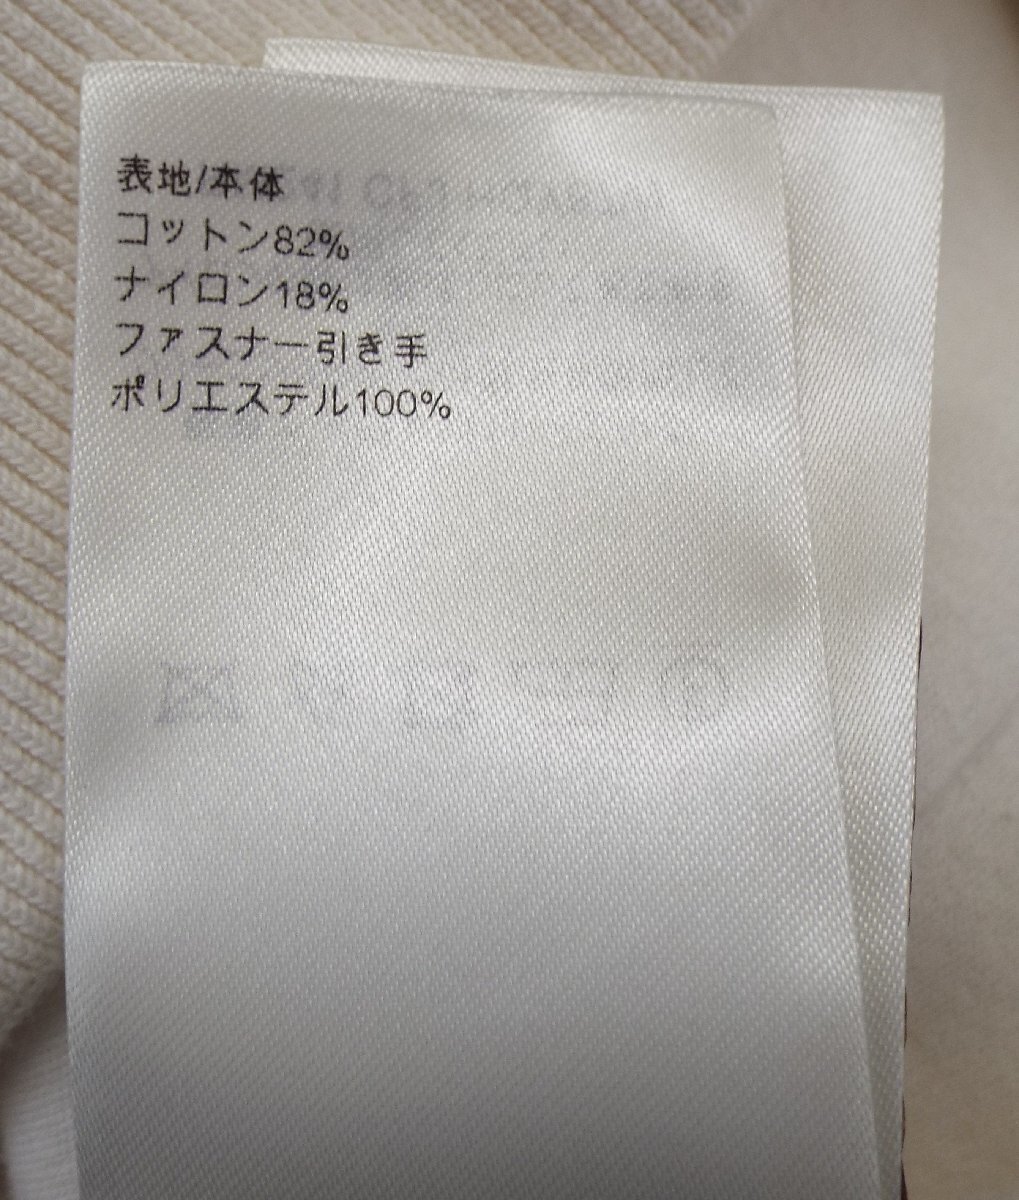 表地/本体
コットン82%
ナイロン18%
ファスナー引き手
ポリエステル100%